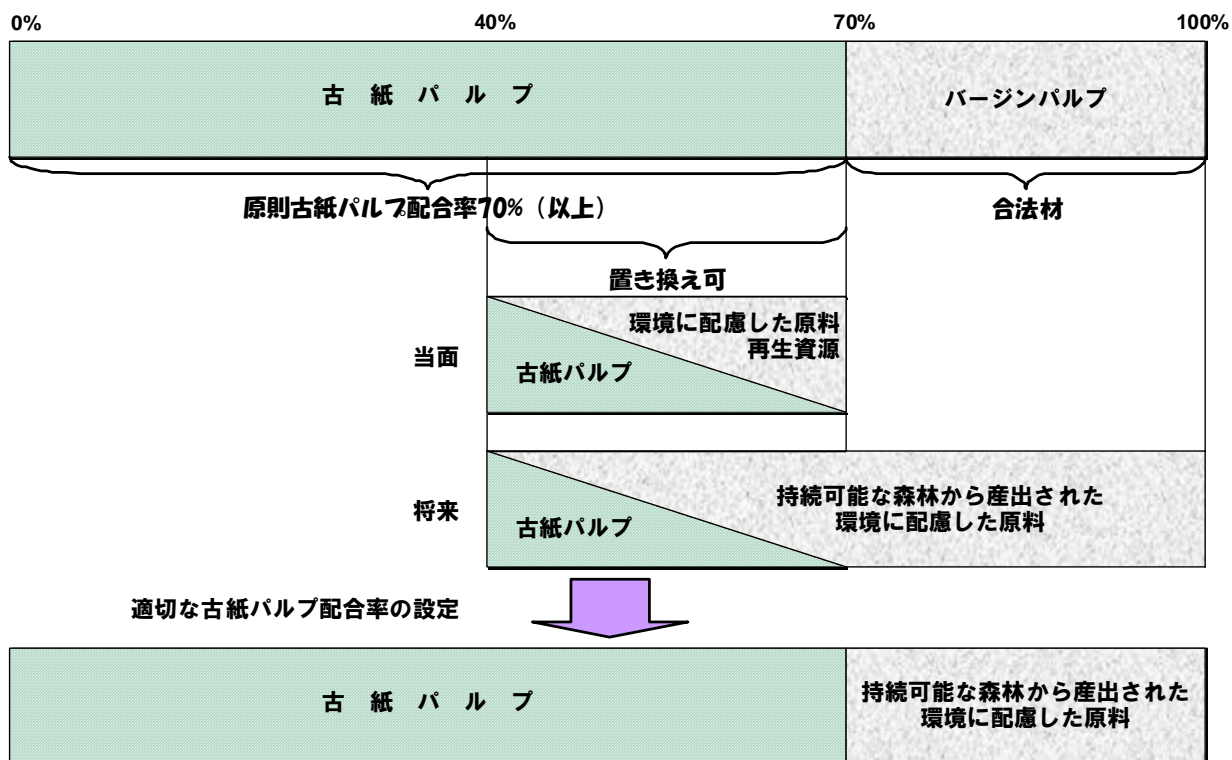 0% 40% 70% 100%
古 紙 パ ル プ
バージンパルプ
原則古紙パルプ配合率70%（以上）
合法材
置き換え可
当面
環境に配慮した原料
再生資源
古紙パルプ
将来
持続可能な森林から産出された
環境に配慮した原料
古紙パルプ
適切な古紙パルプ配合率の設定
古 紙 パ ル プ
持続可能な森林から産出された
環境に配慮した原料